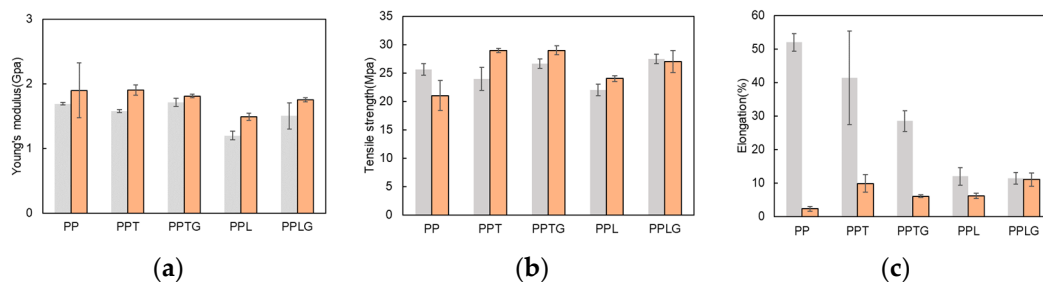 Young's modulus(Gpa)
3
2
1
0
PP PPT PPTG PPL PPLG
(a)
Tensile strength(Mpa)
35
30
25
20
15
10
5
0
PP PPT PPTG PPL PPLG
(b)
Elongation(%)
60
50
40
30
20
10
0
PP PPT PPTG PPL PPLG
(c)